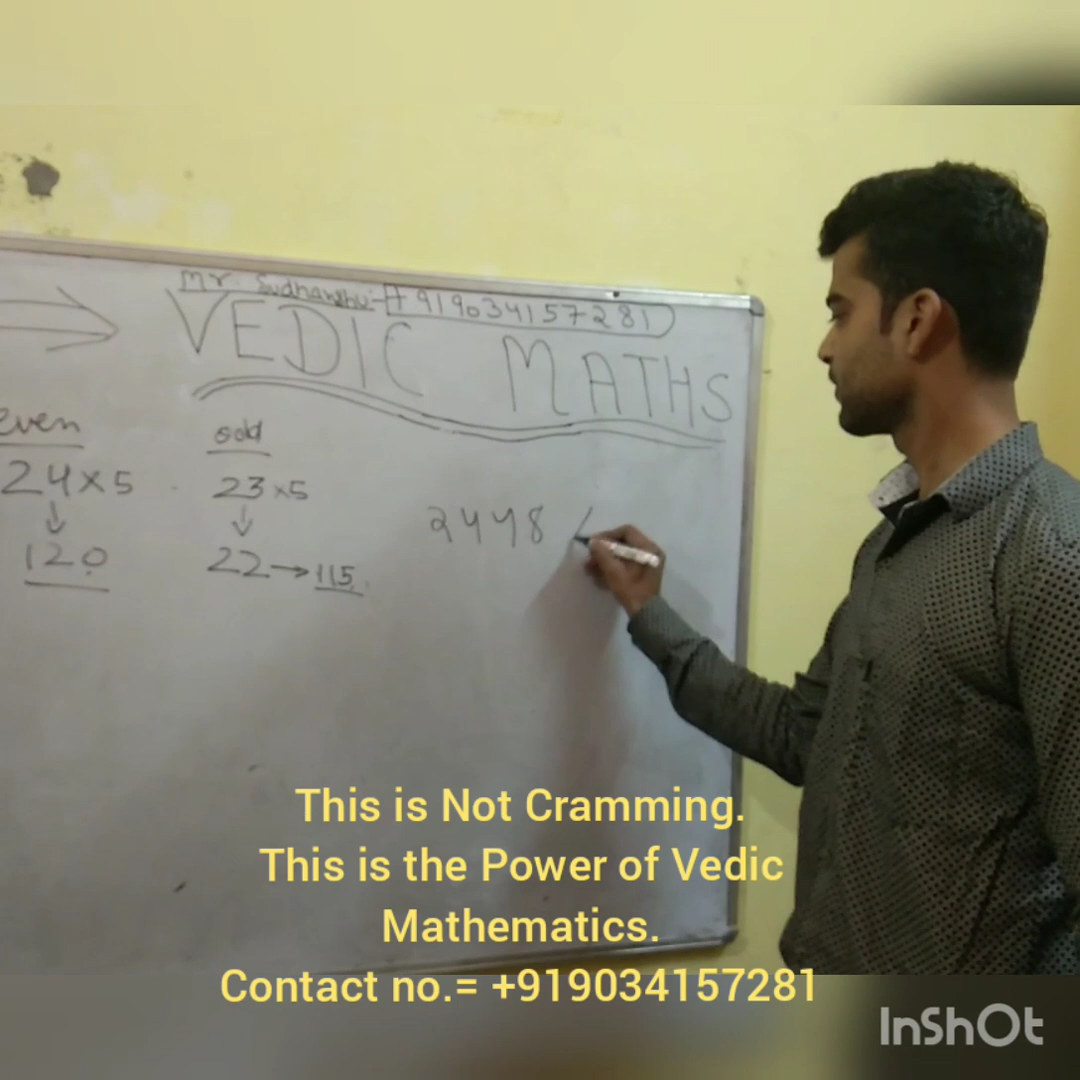 Mr. Sudhanshu - +919034157281
VEDIC MATHS
even
24×5
120
odd
23×5
22→115
2448
This is Not Cramming.
This is the Power of Vedic
Mathematics.
Contact no.= +919034157281
InShOt